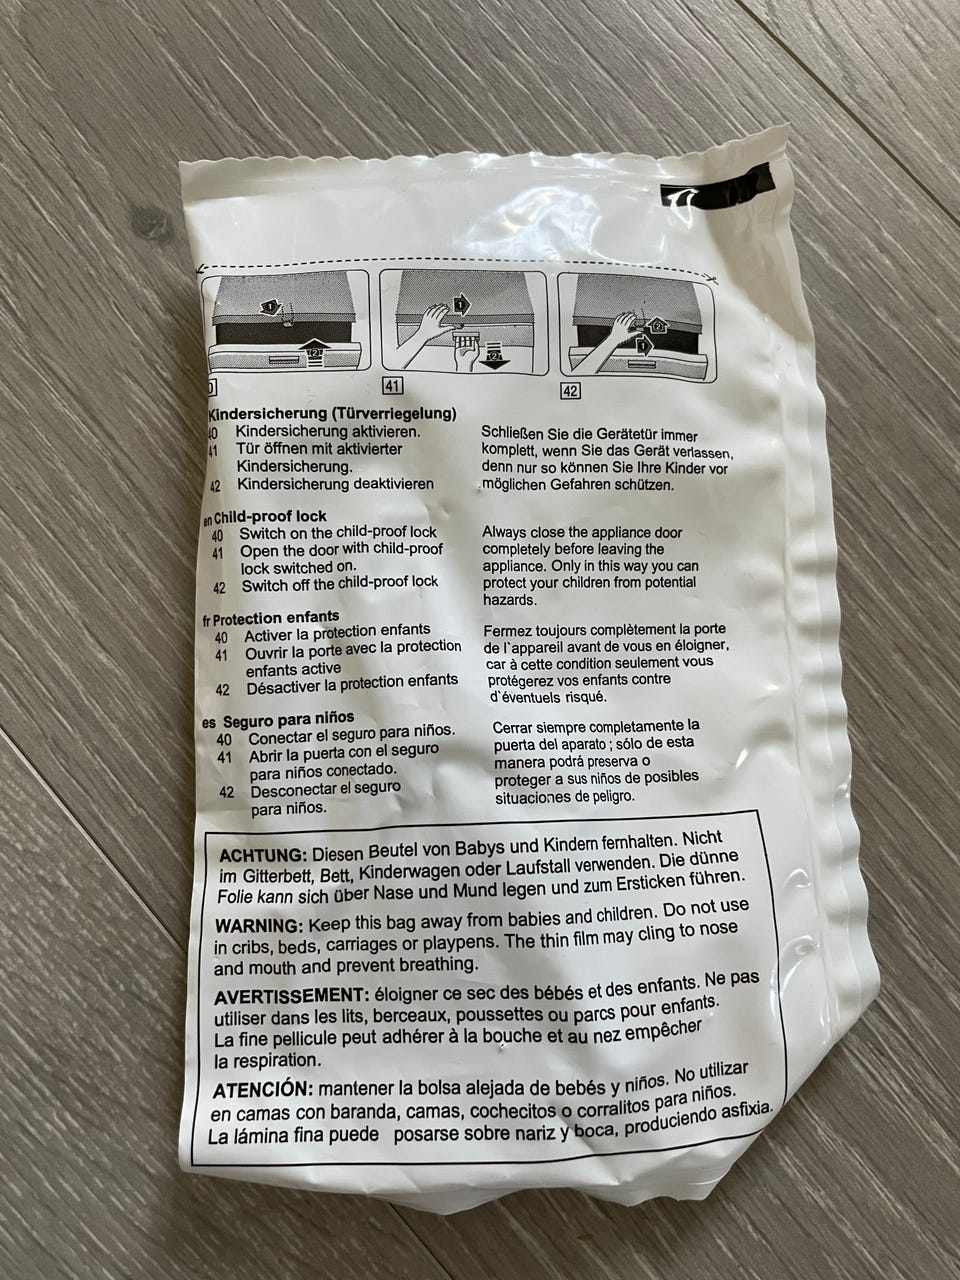 1
2
1
2
2
1
0
41
42
Kindersicherung (Türverriegelung)
40 Kindersicherung aktivieren.
41 Tür öffnen mit aktivierter
Kindersicherung.
42 Kindersicherung deaktivieren
Schließen Sie die Gerätetür immer
komplett, wenn Sie das Gerät verlassen,
denn nur so können Sie Ihre Kinder vor
möglichen Gefahren schützen.
en Child-proof lock
40 Switch on the child-proof lock
41 Open the door with child-proof
lock switched on.
42 Switch off the child-proof lock
Always close the appliance door
completely before leaving the
appliance. Only in this way you can
protect your children from potential
hazards.
fr Protection enfants
40 Activer la protection enfants
41 Ouvrir la porte avec la protection
enfants active
42 Désactiver la protection enfants
Fermez toujours complètement la porte
de l`appareil avant de vous en éloigner,
car à cette condition seulement vous
protégerez vos enfants contre
d`éventuels risqué.
es Seguro para niños
40 Conectar el seguro para niños.
41 Abrir la puerta con el seguro
para niños conectado.
42 Desconectar el seguro
para niños.
Cerrar siempre completamente la
puerta del aparato ; sólo de esta
manera podrá preserva o
proteger a sus niños de posibles
situaciones de peligro.
ACHTUNG: Diesen Beutel von Babys und Kindern fernhalten. Nicht
im Gitterbett, Bett, Kinderwagen oder Laufstall verwenden. Die dünne
Folie kann sich über Nase und Mund legen und zum Ersticken führen.
WARNING: Keep this bag away from babies and children. Do not use
in cribs, beds, carriages or playpens. The thin film may cling to nose
and mouth and prevent breathing.
AVERTISSEMENT: éloigner ce sec des bébés et des enfants. Ne pas
utiliser dans les lits, berceaux, poussettes ou parcs pour enfants.
La fine pellicule peut adhérer à la bouche et au nez empêcher
la respiration.
ATENCIÓN: mantener la bolsa alejada de bebés y niños. No utilizar
en camas con baranda, camas, cochecitos o corralitos para niños.
La lámina fina puede posarse sobre nariz y boca, produciendo asfixia.